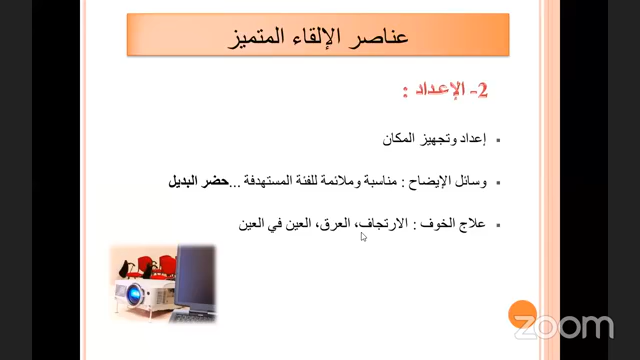 عناصر الإلقاء المتميز
2- الإعداد :
إعداد وتجهيز المكان
وسائل الإيضاح : مناسبة وملائمة للفئة المستهدفة ...حضر البديل
علاج الخوف : الارتجاف، العرق، العين في العين
zoom